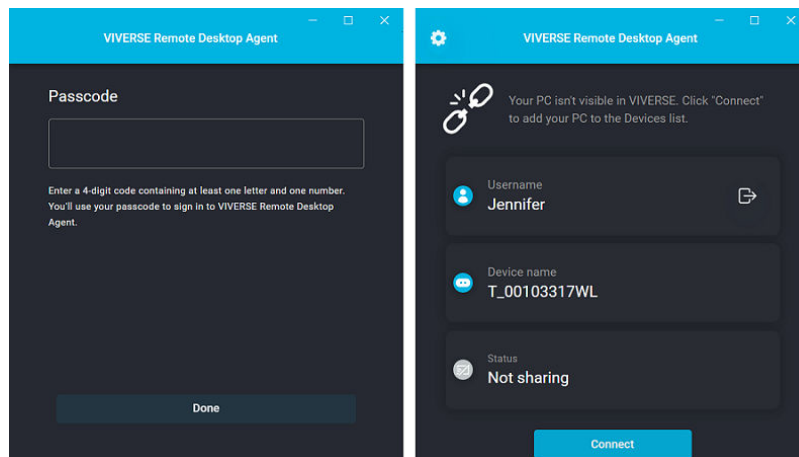 VIVERSE Remote Desktop Agent
Passcode
Enter a 4-digit code containing at least one letter and one number.
You'll use your passcode to sign in to VIVERSE Remote Desktop
Agent.
Done
VIVERSE Remote Desktop Agent
Your PC isn't visible in VIVERSE. Click "Connect"
to add your PC to the Devices list.
Username
Jennifer
Device name
T_00103317WL
Status
Not sharing
Connect